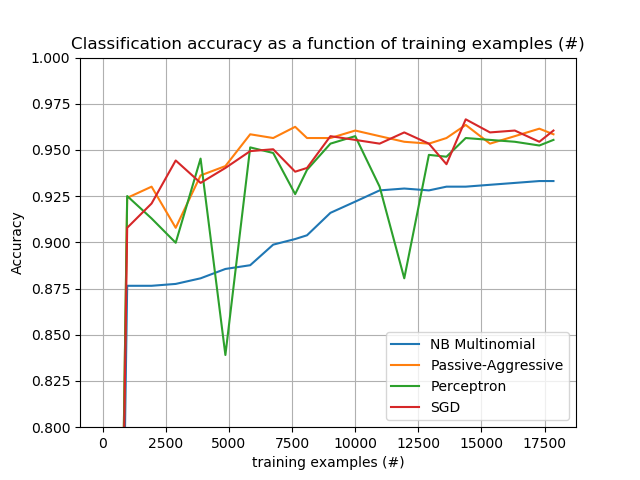 Classification accuracy as a function of training examples (#)
1.000
0.975
0.950
0.925
0.900
0.875
0.850
0.825
0.800
Accuracy
NB Multinomial
Passive-Aggressive
Perceptron
SGD
0 2500 5000 7500 10000 12500 15000 17500
training examples (#)